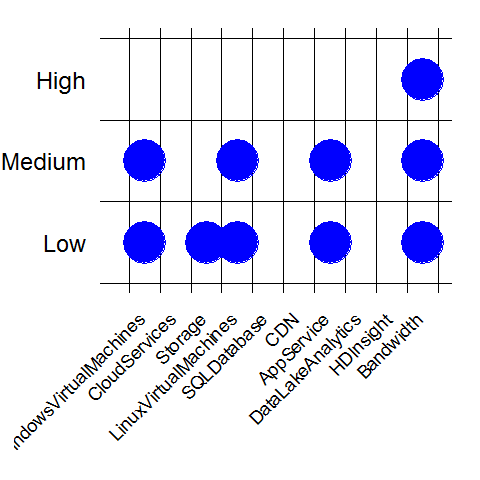 High
Medium
Low
ndowsVirtualMachines
CloudServices
Storage
LinuxVirtualMachines
SQLDatabase
CDN
AppService
DataLakeAnalytics
HDInsight
Bandwidth